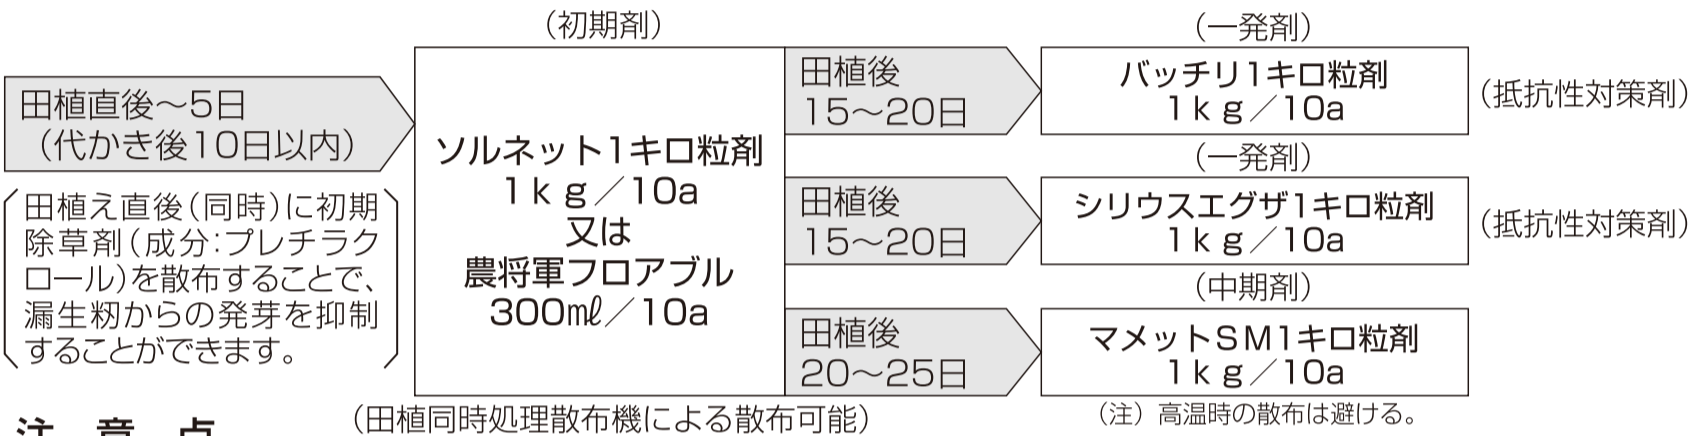 田植直後～5日
（代かき後10日以内）
田植え直後（同時）に初期
除草剤（成分：プレチラク
ロール）を散布することで、
漏生籾からの発芽を抑制
することができます。
（初期剤）
ソルネット1キロ粒剤
1ｋｇ／10a
又は
農将軍フロアブル
300㎖／10a
（田植同時処理散布機による散布可能）
田植後
15～20日
（一発剤）
バッチリ1キロ粒剤
1ｋｇ／10a
（抵抗性対策剤）
田植後
15～20日
（一発剤）
シリウスエグザ1キロ粒剤
1ｋｇ／10a
（抵抗性対策剤）
田植後
20～25日
（中期剤）
マメットＳＭ1キロ粒剤
1ｋｇ／10a
（注）高温時の散布は避ける。
注意点